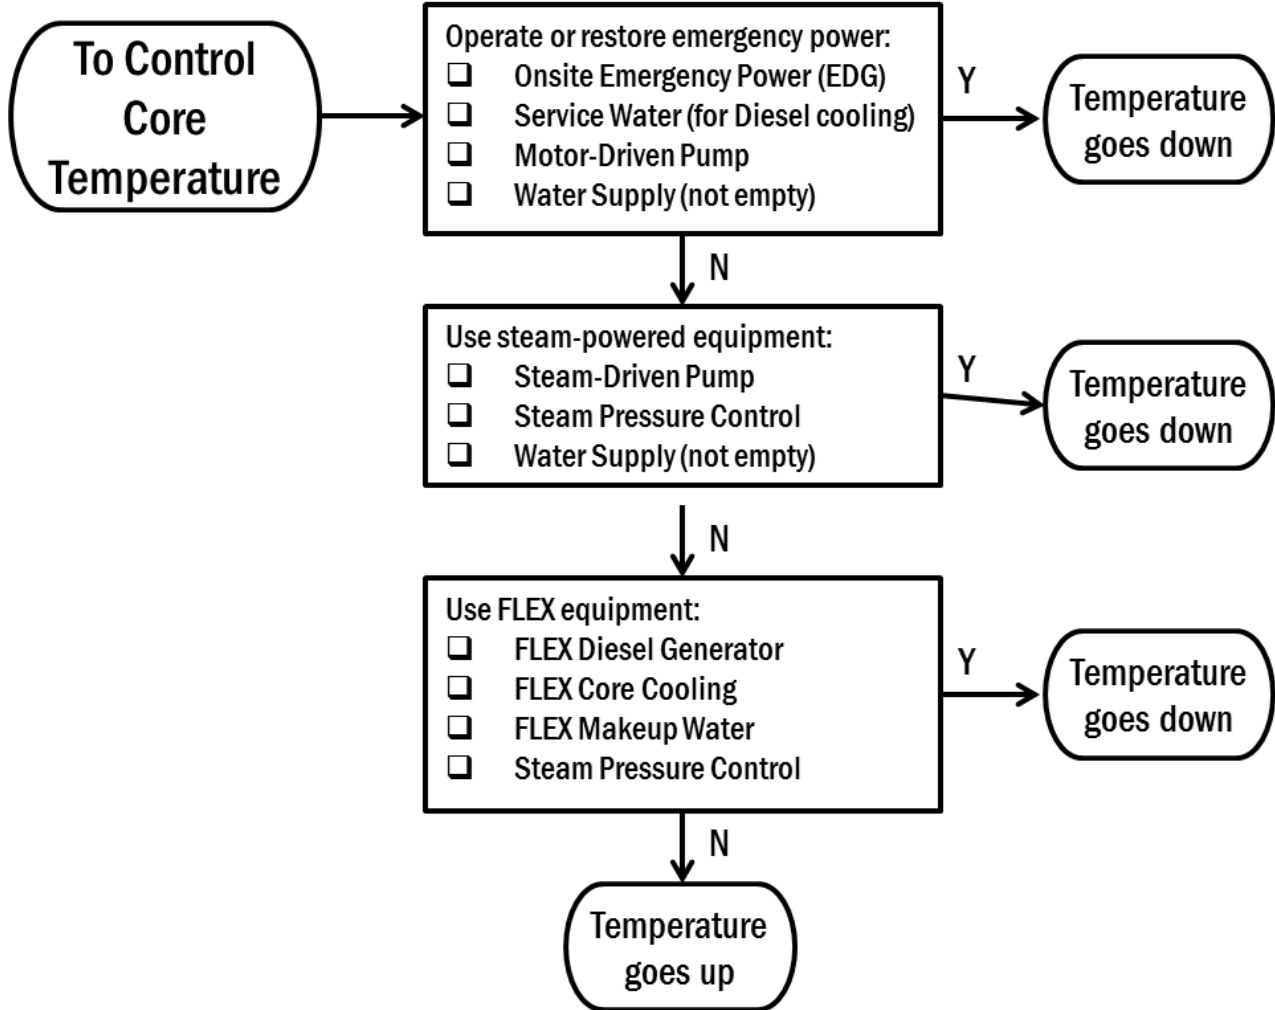 To Control
Core
Temperature
Operate or restore emergency power:
❑ Onsite Emergency Power (EDG)
❑ Service Water (for Diesel cooling)
❑ Motor-Driven Pump
❑ Water Supply (not empty)
Y
Temperature
goes down
N
Use steam-powered equipment:
❑ Steam-Driven Pump
❑ Steam Pressure Control
❑ Water Supply (not empty)
Y
Temperature
goes down
N
Use FLEX equipment:
❑ FLEX Diesel Generator
❑ FLEX Core Cooling
❑ FLEX Makeup Water
❑ Steam Pressure Control
Y
Temperature
goes down
N
Temperature
goes up